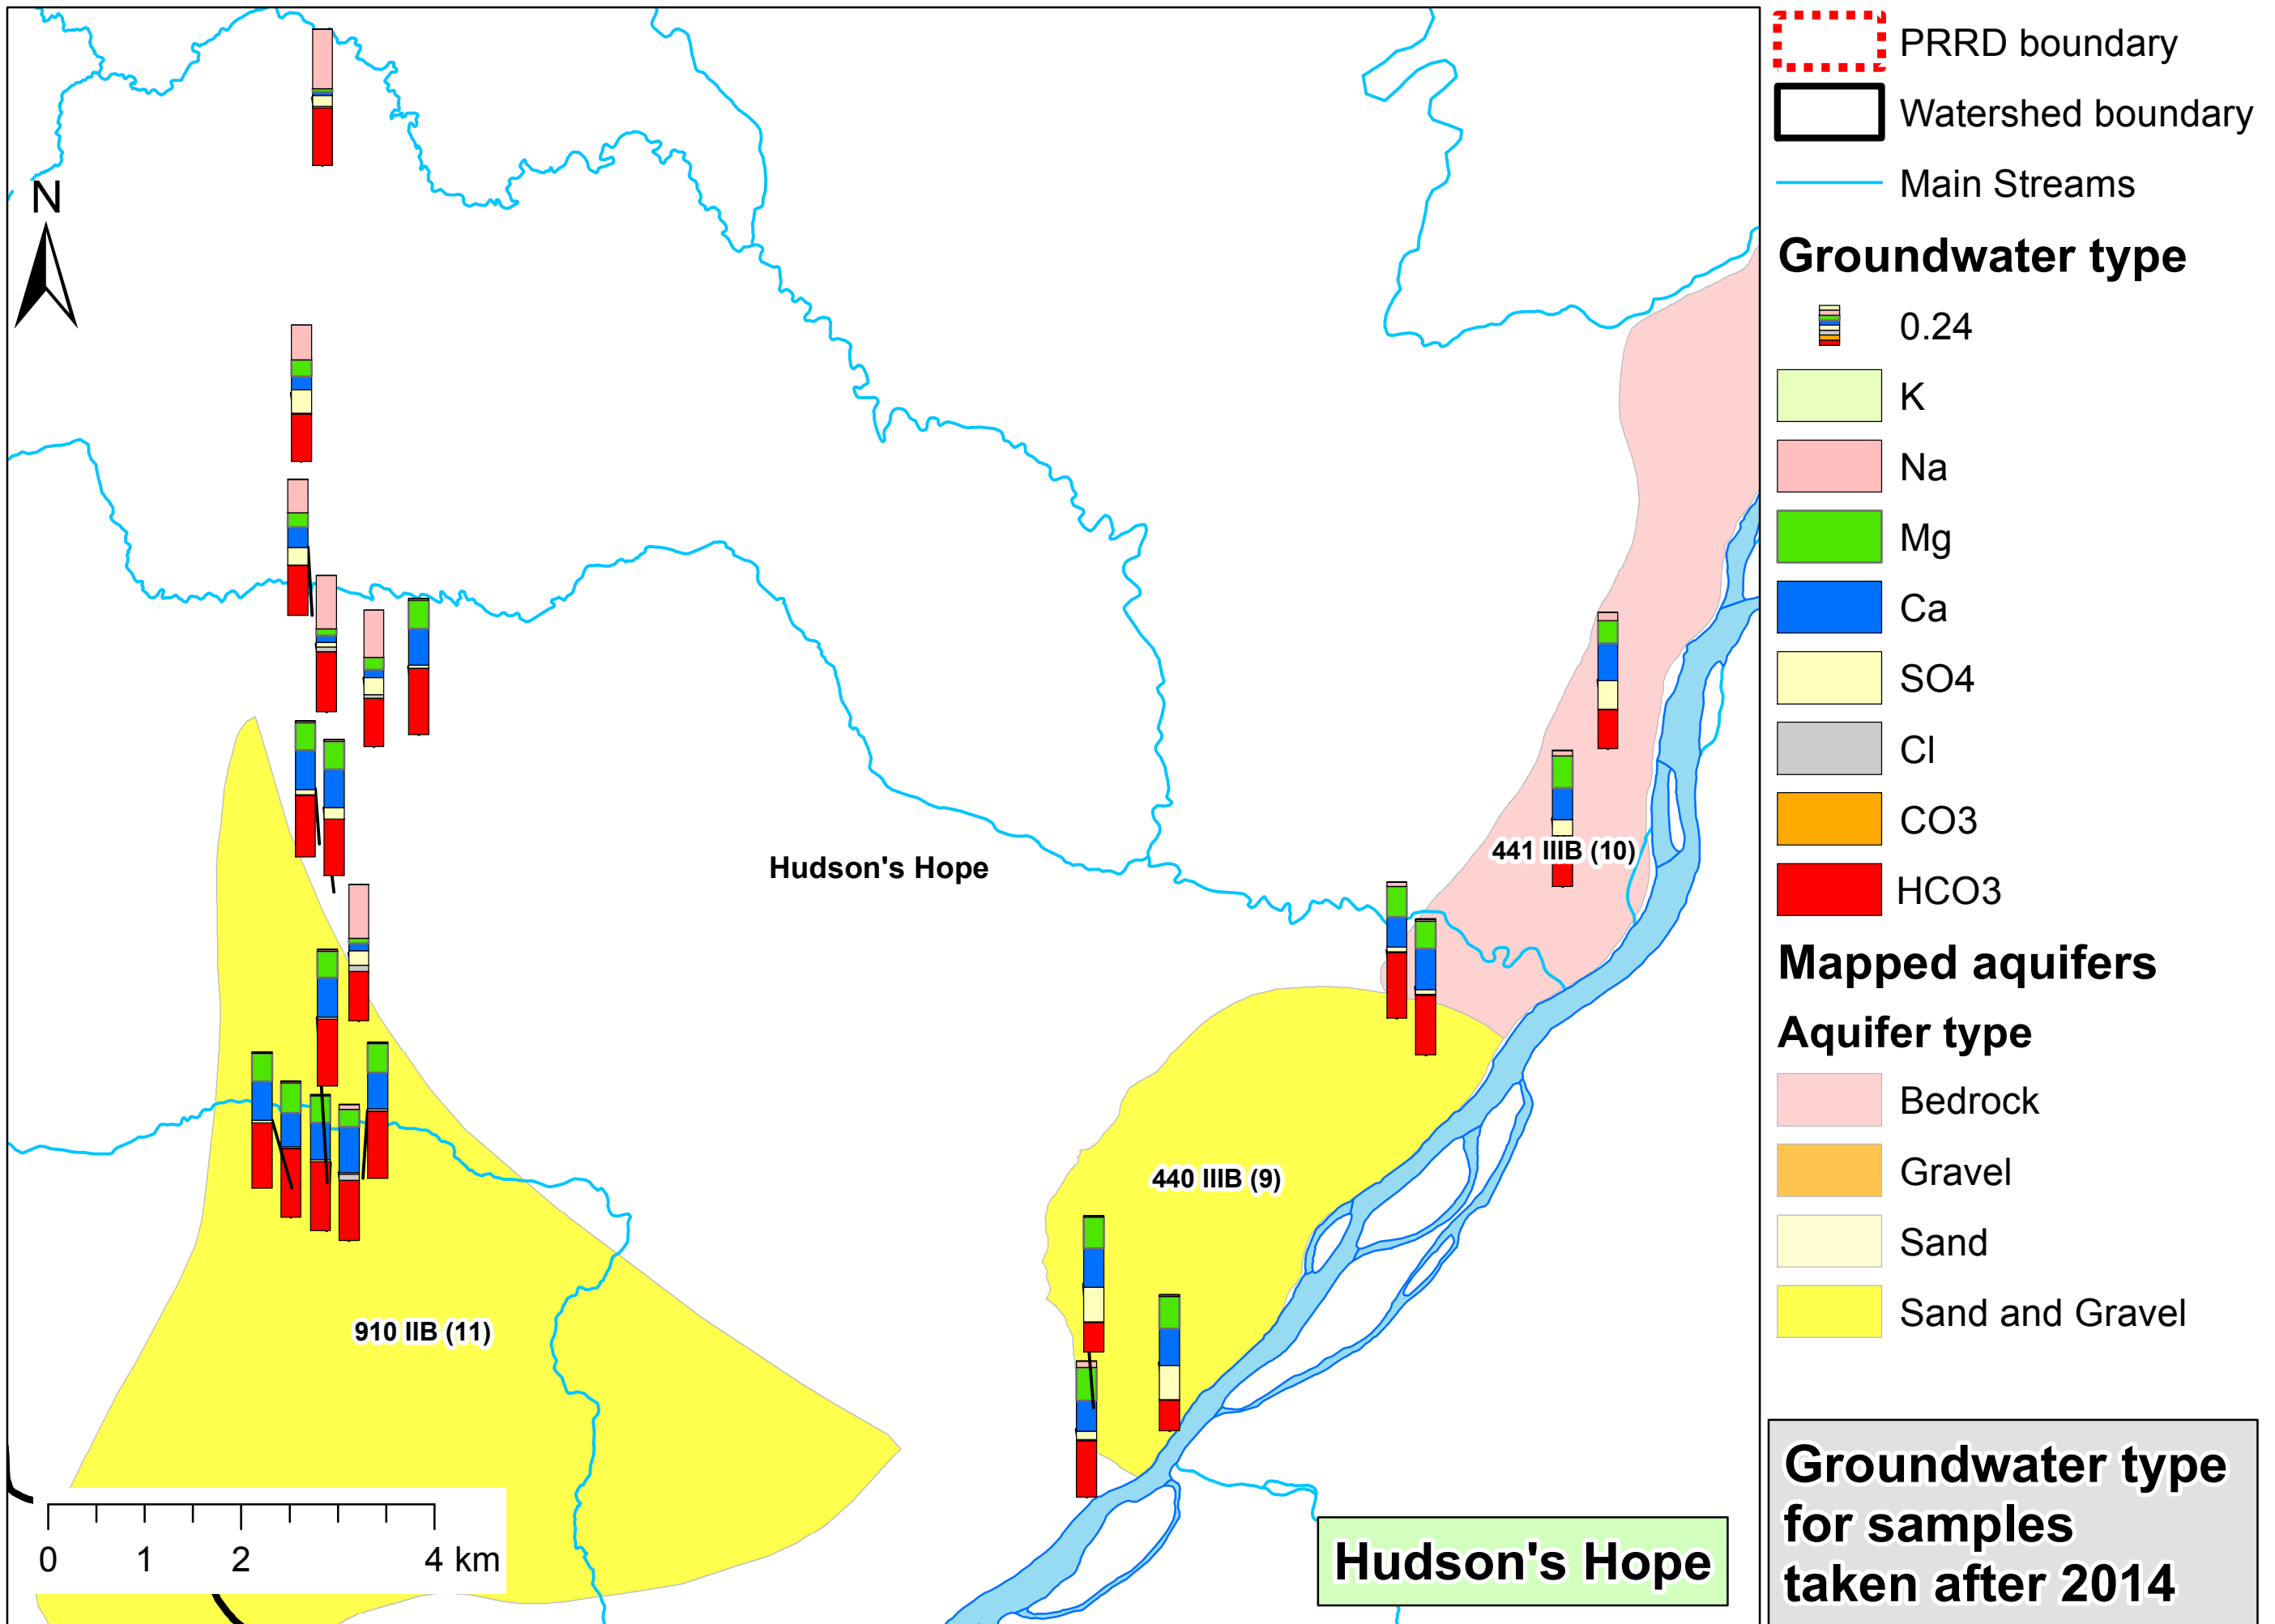 N
Hudson's Hope
441 IIIB (10)
440 IIIB (9)
910 IIB (11)
0 1 2 4 km
Hudson's Hope
PRRD boundary
Watershed boundary
Main Streams
Groundwater type
0.24
K
Na
Mg
Ca
SO4
Cl
CO3
HCO3
Mapped aquifers
Aquifer type
Bedrock
Gravel
Sand
Sand and Gravel
Groundwater type
for samples
taken after 2014